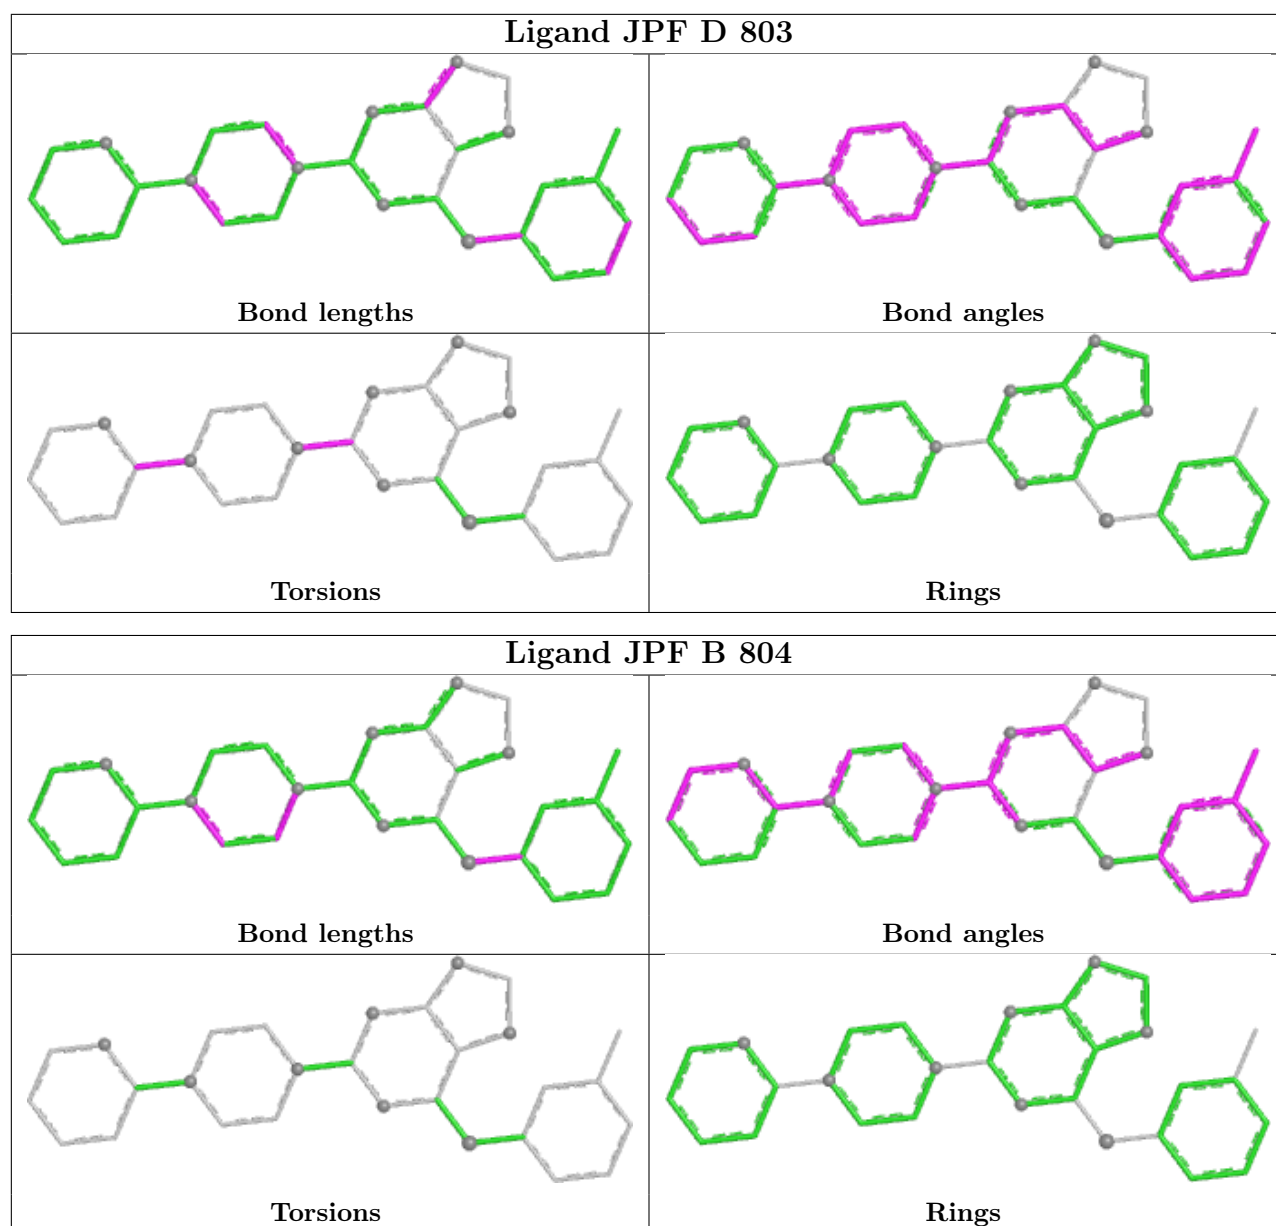 Ligand JPF D 803
Bond lengths
Bond angles
Torsions
Rings
Ligand JPF B 804
Bond lengths
Bond angles
Torsions
Rings